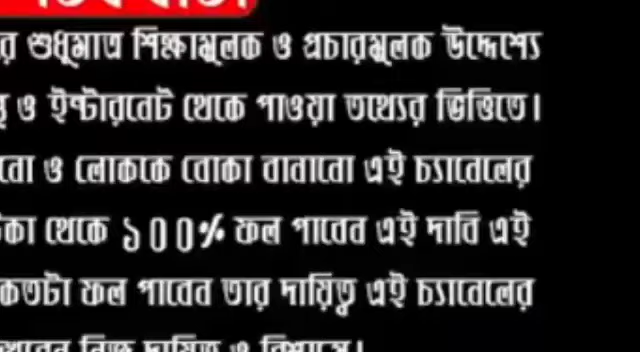 শুধুমাত্র শিক্ষামূলক ও প্রচারমূলক উদ্দেশ্যে
ও ইন্টারনেট থেকে পাওয়া তথ্যের ভিত্তিতে।
ও লোককে বোকা বানানো এই চ্যানেলের
থেকে ১০০% ফল পাবেন এই দাবি এই
কতটা ফল পাবেন তার দায়িত্ব এই চ্যানেলের